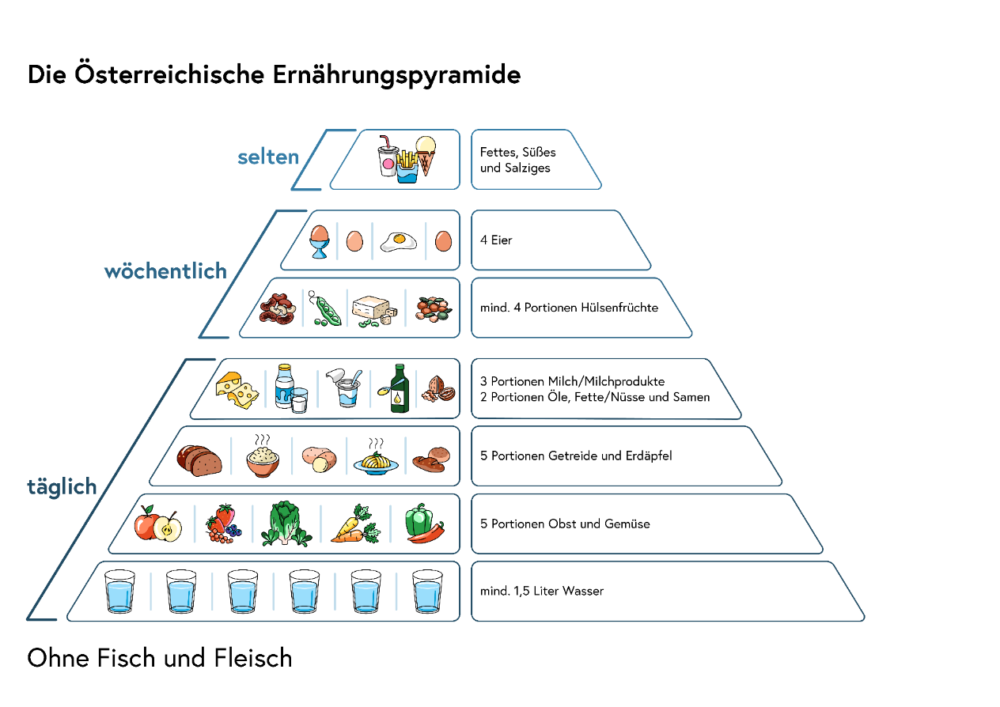 Die Österreichische Ernährungspyramide
selten
Fettes, Süßes
und Salziges
wöchentlich
4 Eier
mind. 4 Portionen Hülsenfrüchte
täglich
3 Portionen Milch/Milchprodukte
2 Portionen Öle, Fette/Nüsse und Samen
5 Portionen Getreide und Erdäpfel
5 Portionen Obst und Gemüse
mind. 1,5 Liter Wasser
Ohne Fisch und Fleisch